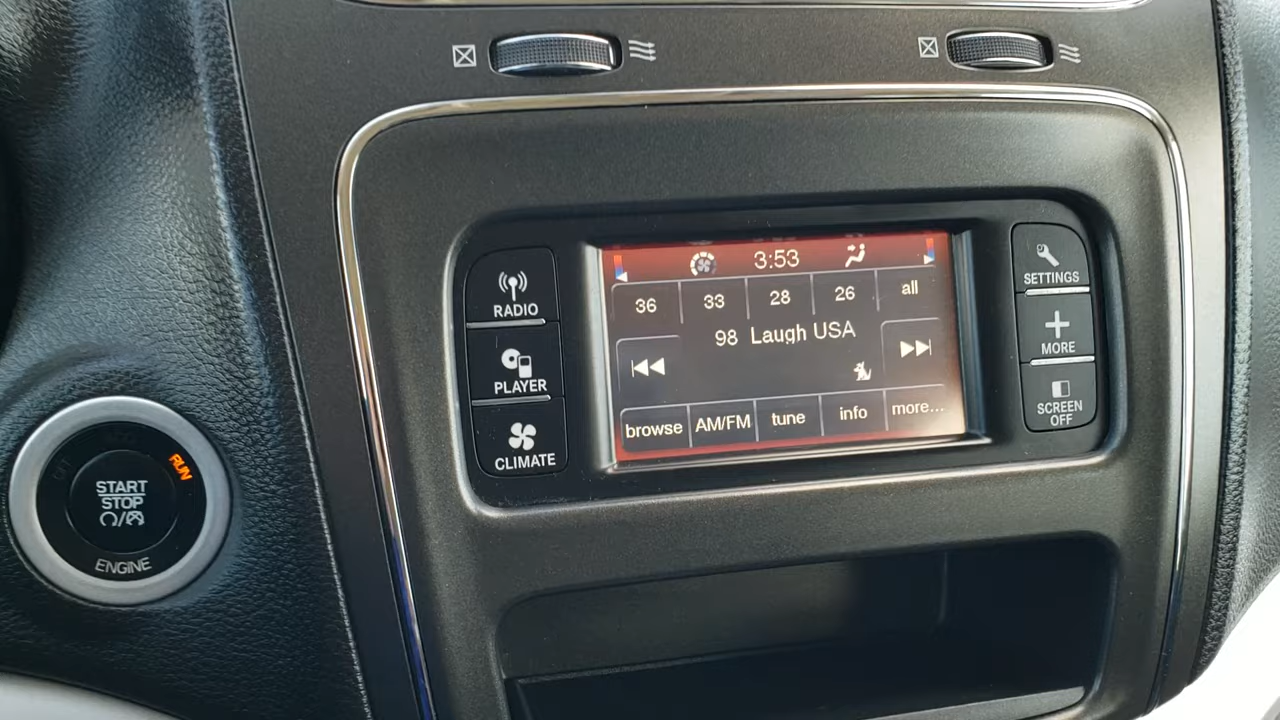 RADIO
PLAYER
CLIMATE
3:53
36 33 28 26 all
98 Laugh USA
browse AM/FM tune info more...
SETTINGS
MORE
SCREEN
OFF
RUN
START
STOP
ENGINE